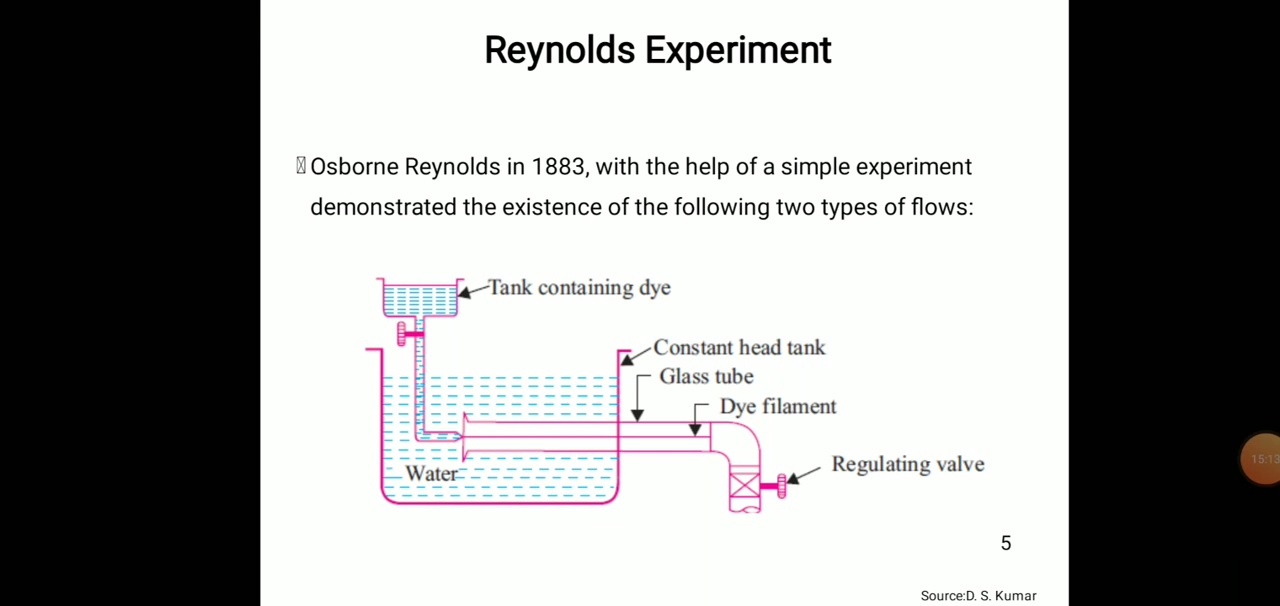 Reynolds Experiment
Osborne Reynolds in 1883, with the help of a simple experiment
demonstrated the existence of the following two types of flows:
Tank containing dye
Constant head tank
Glass tube
Dye filament
Regulating valve
Water
15:13
5
Source:D. S. Kumar